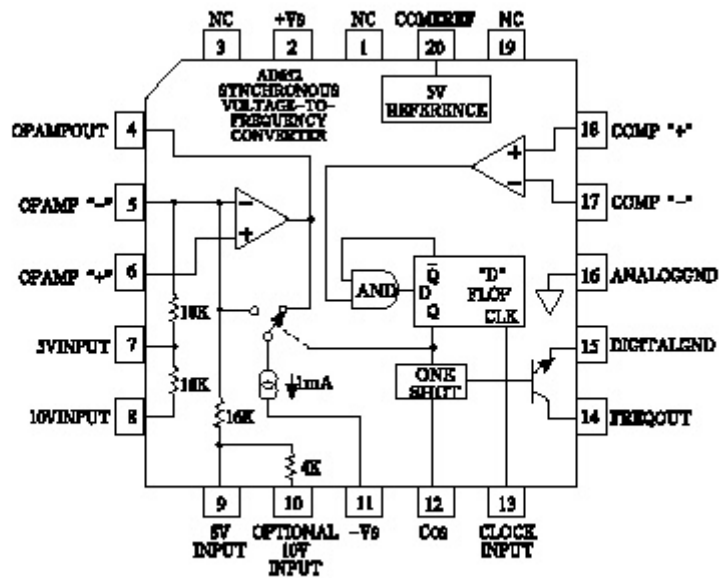 NC +Vs NC COMEREF NC
3 2 1 20 19
AD652
SYNCHRONOUS
VOLTAGE-TO-
FREQUENCY
CONVERTER
5V
REFERENCE
OPAMPOUT 4
18 COMP "+"
OPAMP "-" 5
- +
+ -
17 COMP "-"
OPAMP "+" 6
AND
Q "D"
D FLOP
Q CLK
16 ANALOGGND
10K
5VINPUT 7
15 DIGITALGND
10K
1mA
ONE
SHOT
10VINPUT 8
16K
14 FREQOUT
4K
9 10 11 12 13
8V
INPUT
OPTIONAL
10V
INPUT
-Vs
Cos
CLOCK
INPUT